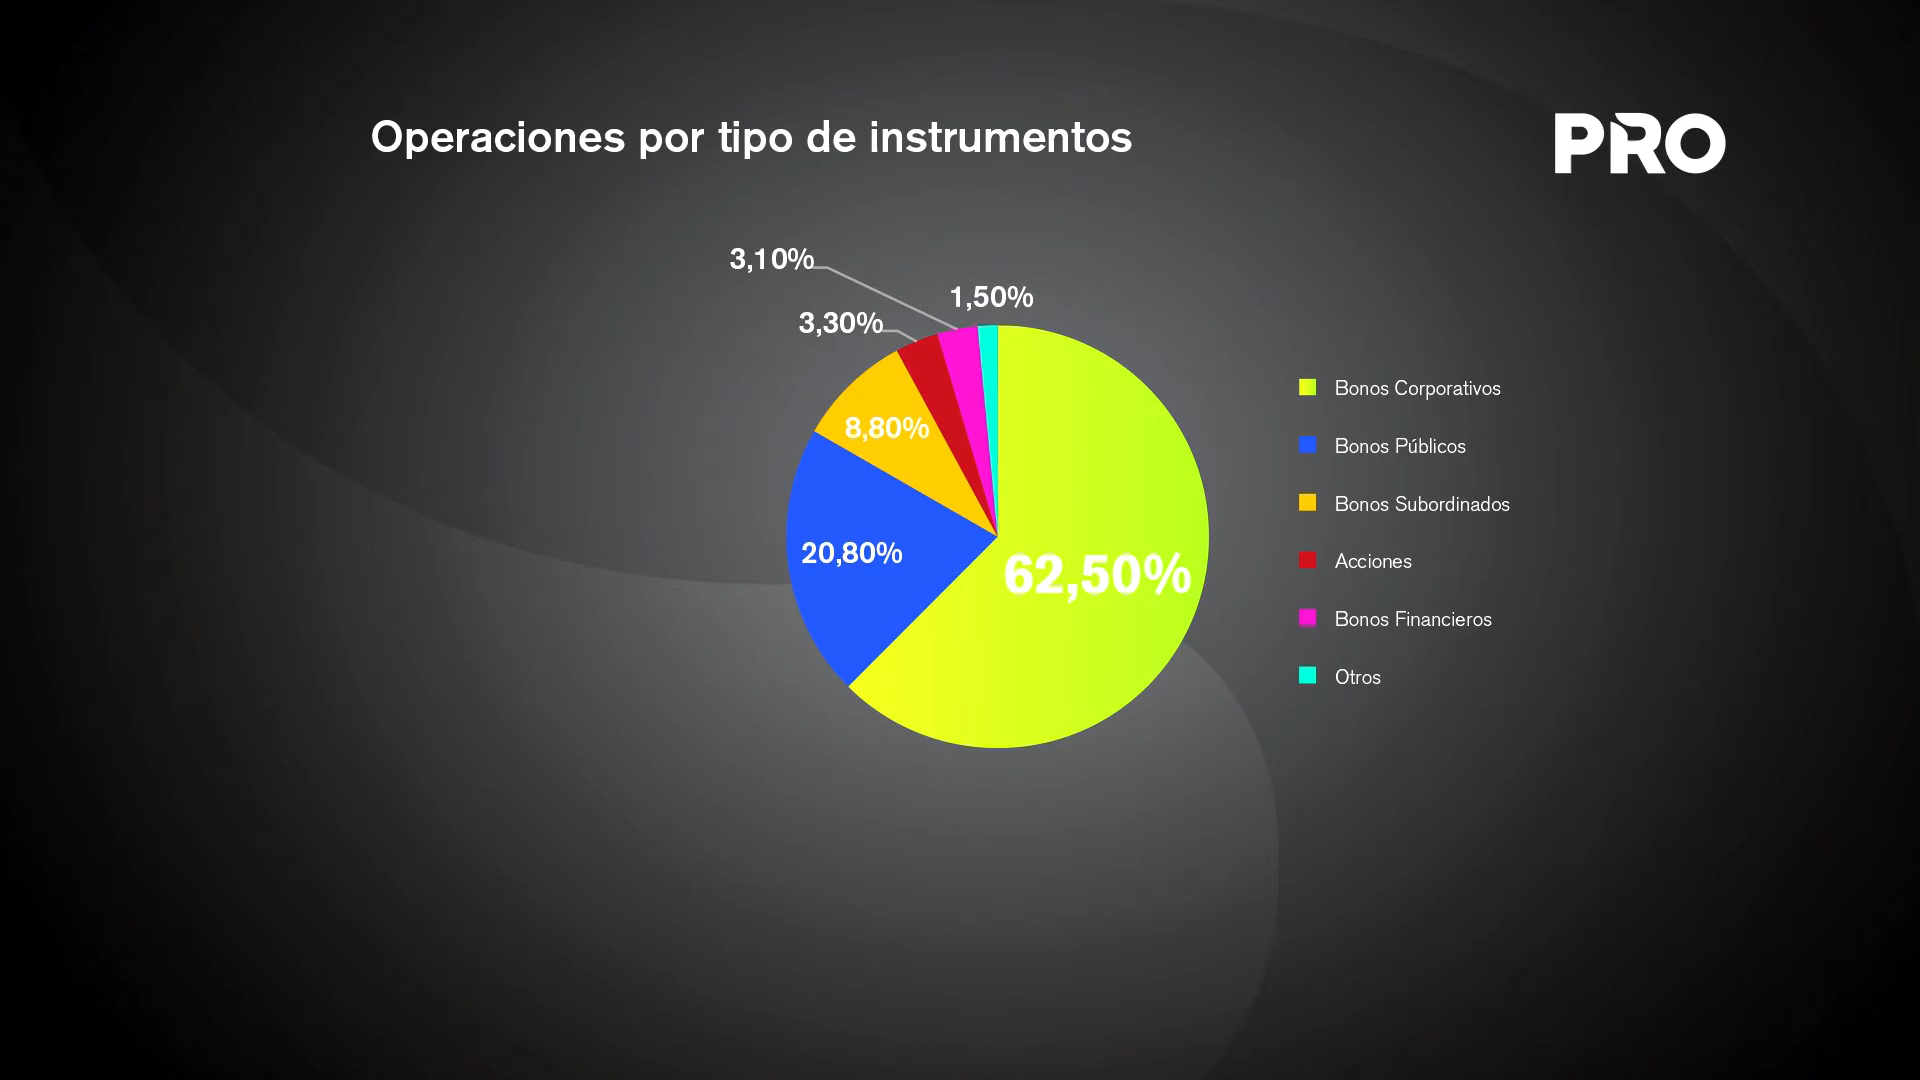 Operaciones por tipo de instrumentos
PRO
3,10%
1,50%
3,30%
8,80%
20,80%
62,50%
Bonos Corporativos
Bonos Públicos
Bonos Subordinados
Acciones
Bonos Financieros
Otros